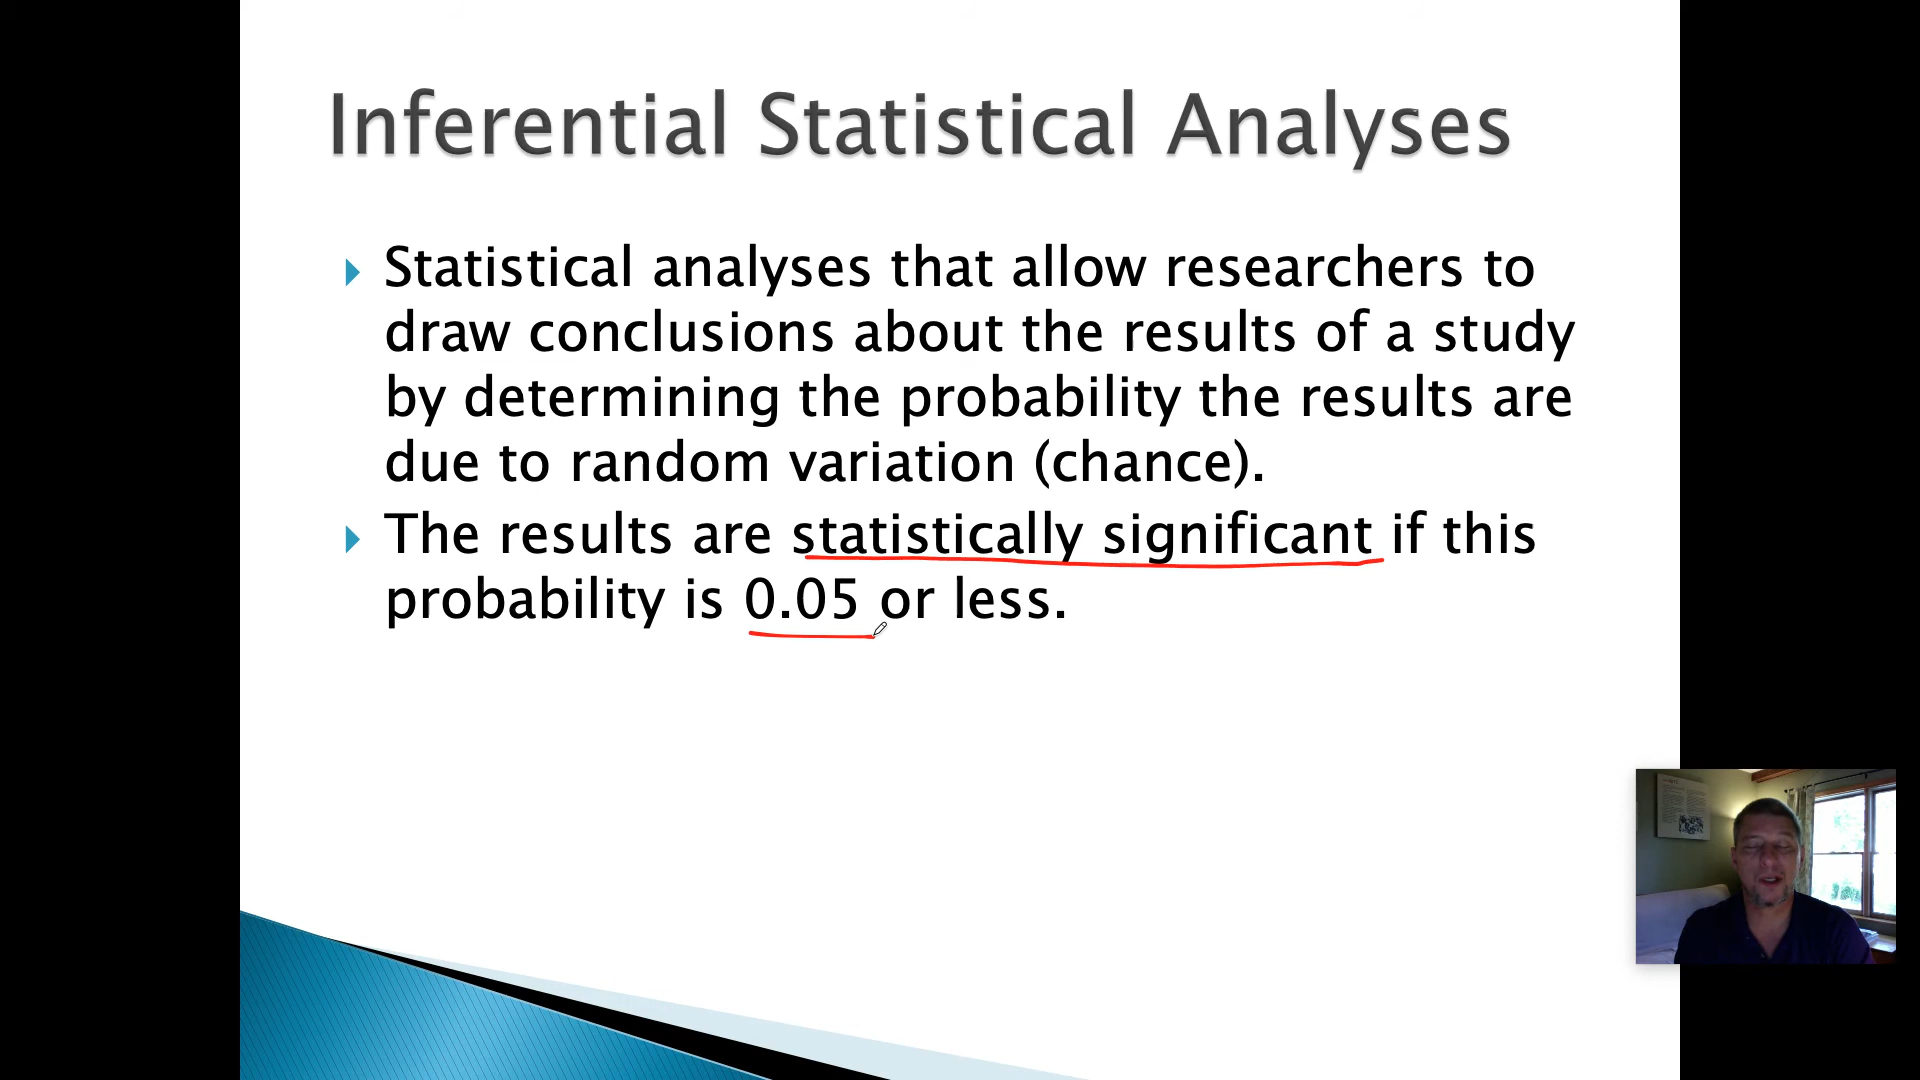 Inferential Statistical Analyses
Statistical analyses that allow researchers to
draw conclusions about the results of a study
by determining the probability the results are
due to random variation (chance).
The results are statistically significant if this
probability is 0.05 or less.